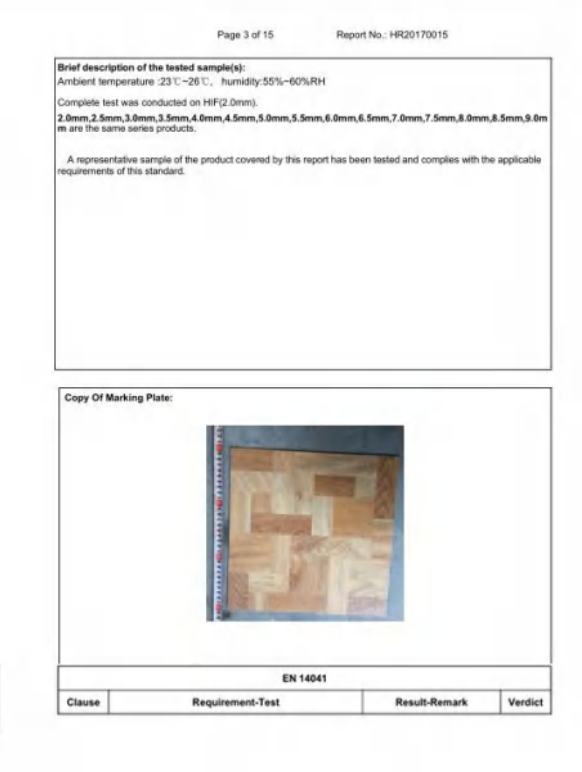 Page 3 of 15 Report No.: HR20170015
Brief description of the tested sample(s):
Ambient temperature :23℃~26℃, humidity:55%~60%RH
Complete test was conducted on HIF(2.0mm).
2.0mm,2.5mm,3.0mm,3.5mm,4.0mm,4.5mm,5.0mm,5.5mm,6.0mm,6.5mm,7.0mm,7.5mm,8.0mm,8.5mm,9.0m
m are the same series products.
A representative sample of the product covered by this report has been tested and complies with the applicable
requirements of this standard.
Copy Of Marking Plate:
EN 14041
Clause Requirement-Test Result-Remark Verdict